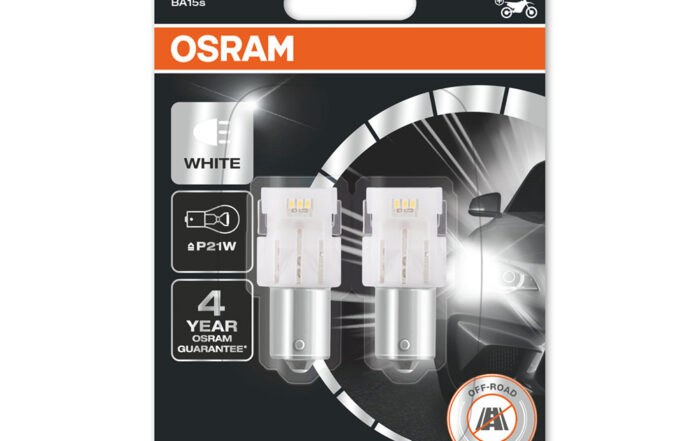 BA15s
OSRAM
WHITE
≙P21W
4
YEAR
OSRAM
GUARANTEE*
OFF-ROAD